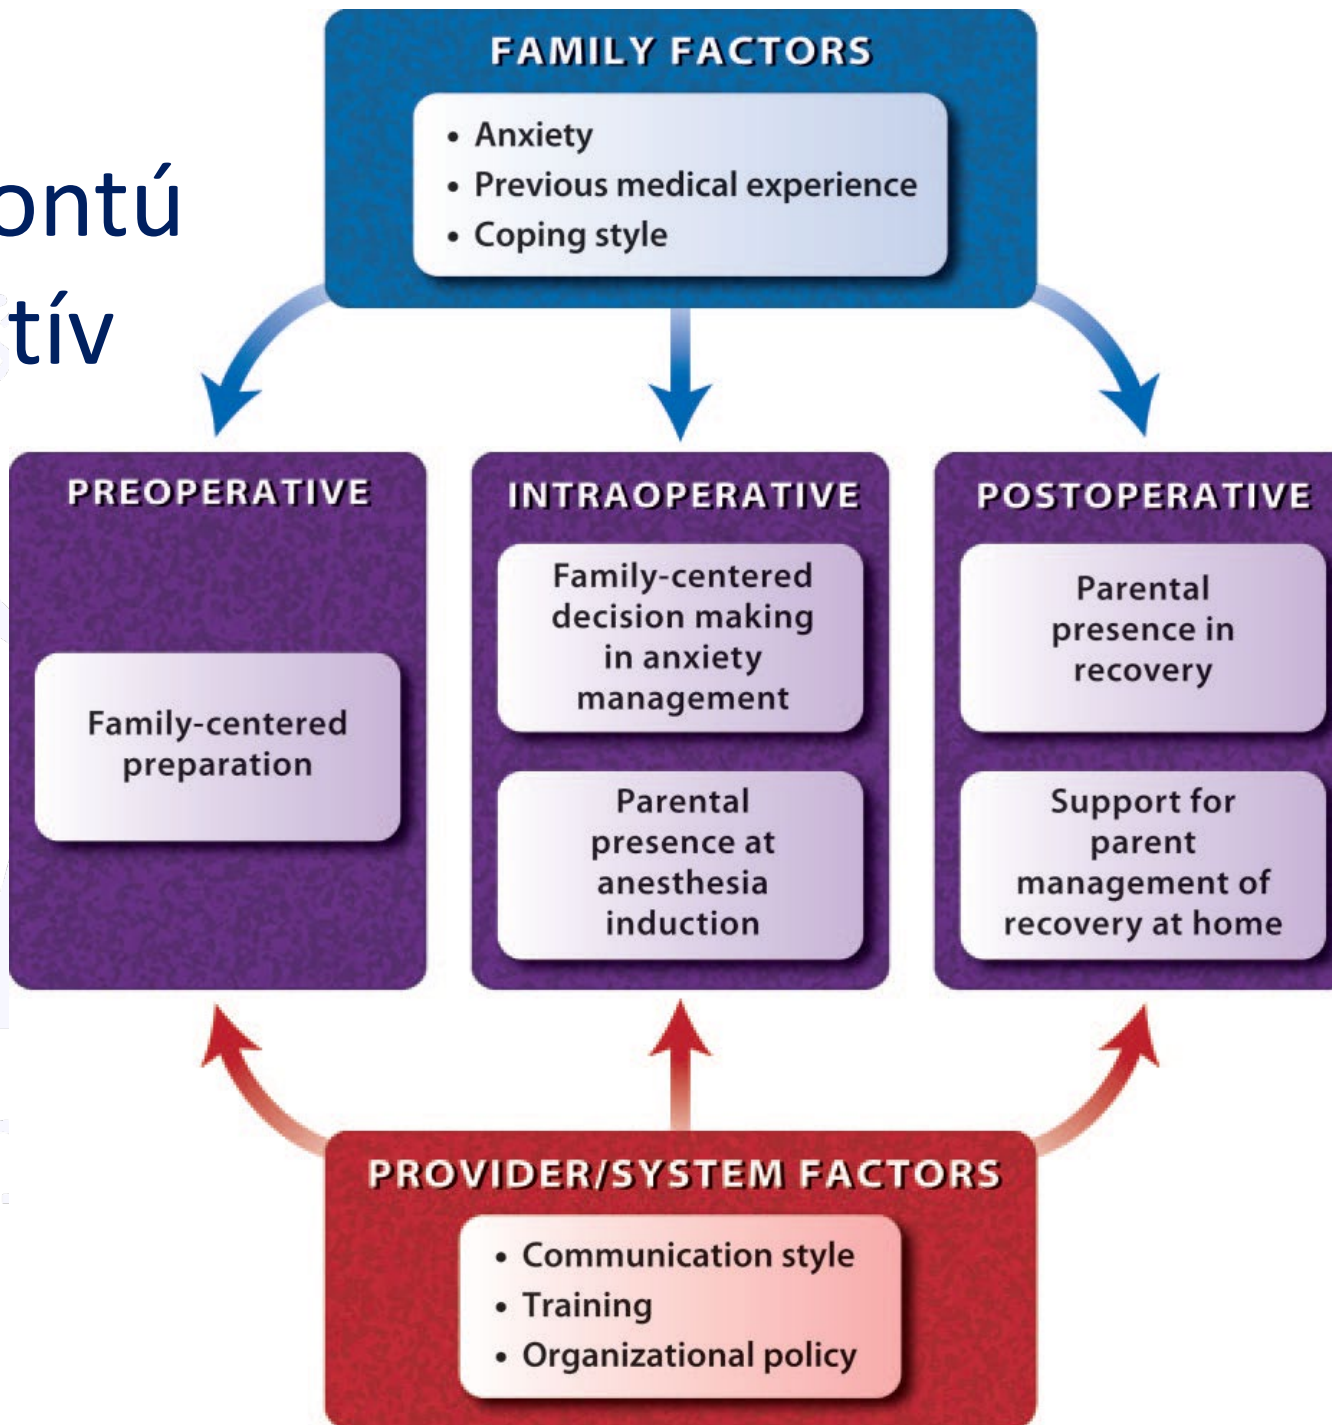 FAMILY FACTORS
• Anxiety
• Previous medical experience
• Coping style
ontú
tív
PREOPERATIVE
Family-centered
preparation
INTRAOPERATIVE
Family-centered
decision making
in anxiety
management
Parental
presence at
anesthesia
induction
POSTOPERATIVE
Parental
presence in
recovery
Support for
parent
management of
recovery at home
PROVIDER/SYSTEM FACTORS
• Communication style
• Training
• Organizational policy